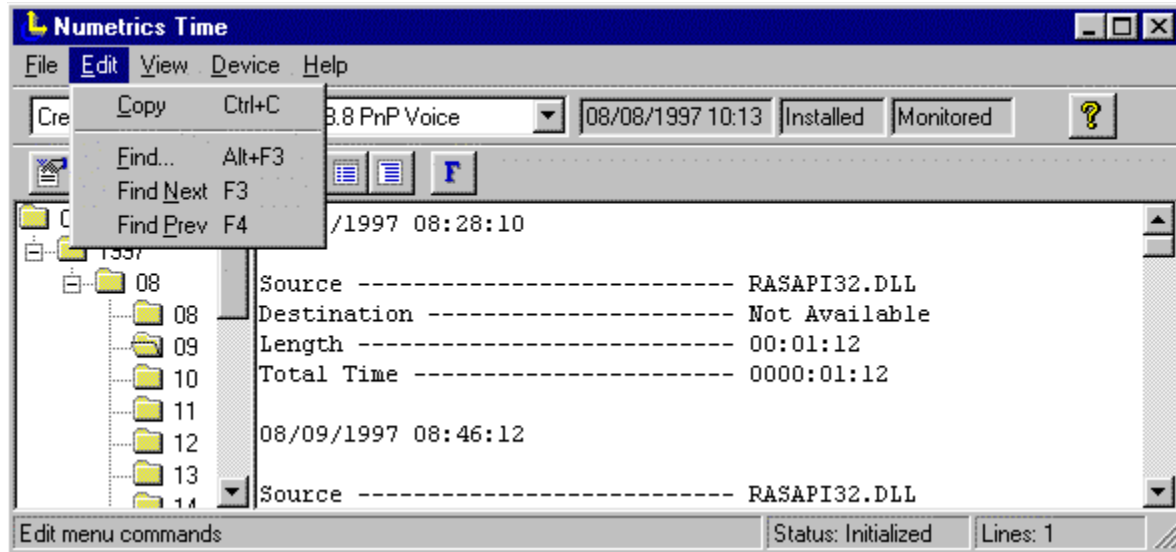 Numetrics Time
File Edit View Device Help
Copy Ctrl+C
Find... Alt+F3
Find Next F3
Find Prev F4
Cre 8.8 PnP Voice 08/08/1997 10:13 Installed Monitored
F
/1997 08:28:10
1997
08
08
09
10
11
12
13
14
Source --------------------------- RASAPI32.DLL
Destination ---------------------- Not Available
Length --------------------------- 00:01:12
Total Time ----------------------- 0000:01:12
08/09/1997 08:46:12
Source --------------------------- RASAPI32.DLL
Edit menu commands Status: Initialized Lines: 1